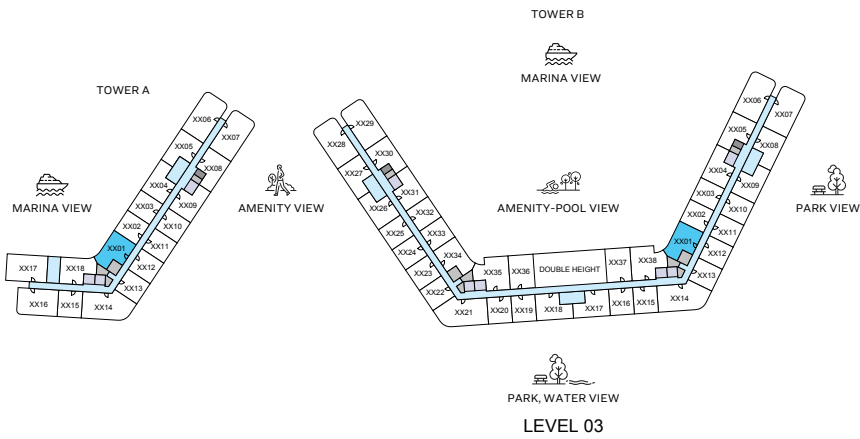 TOWER B
MARINA VIEW
TOWER A
MARINA VIEW
AMENITY VIEW
AMENITY-POOL VIEW
PARK VIEW
XX06
XX07
XX05
XX08
XX04
XX09
XX03
XX10
XX02
XX11
XX01
XX12
XX17
XX18
XX13
XX16
XX15
XX14
XX29
XX28
XX30
XX27
XX31
XX26
XX32
XX25
XX33
XX24
XX34
XX23
XX22
XX21
XX35
XX36
DOUBLE HEIGHT
XX37
XX38
XX20
XX19
XX18
XX17
XX16
XX15
XX14
XX06
XX07
XX05
XX08
XX04
XX09
XX03
XX10
XX02
XX11
XX01
XX12
XX13
PARK, WATER VIEW
LEVEL 03